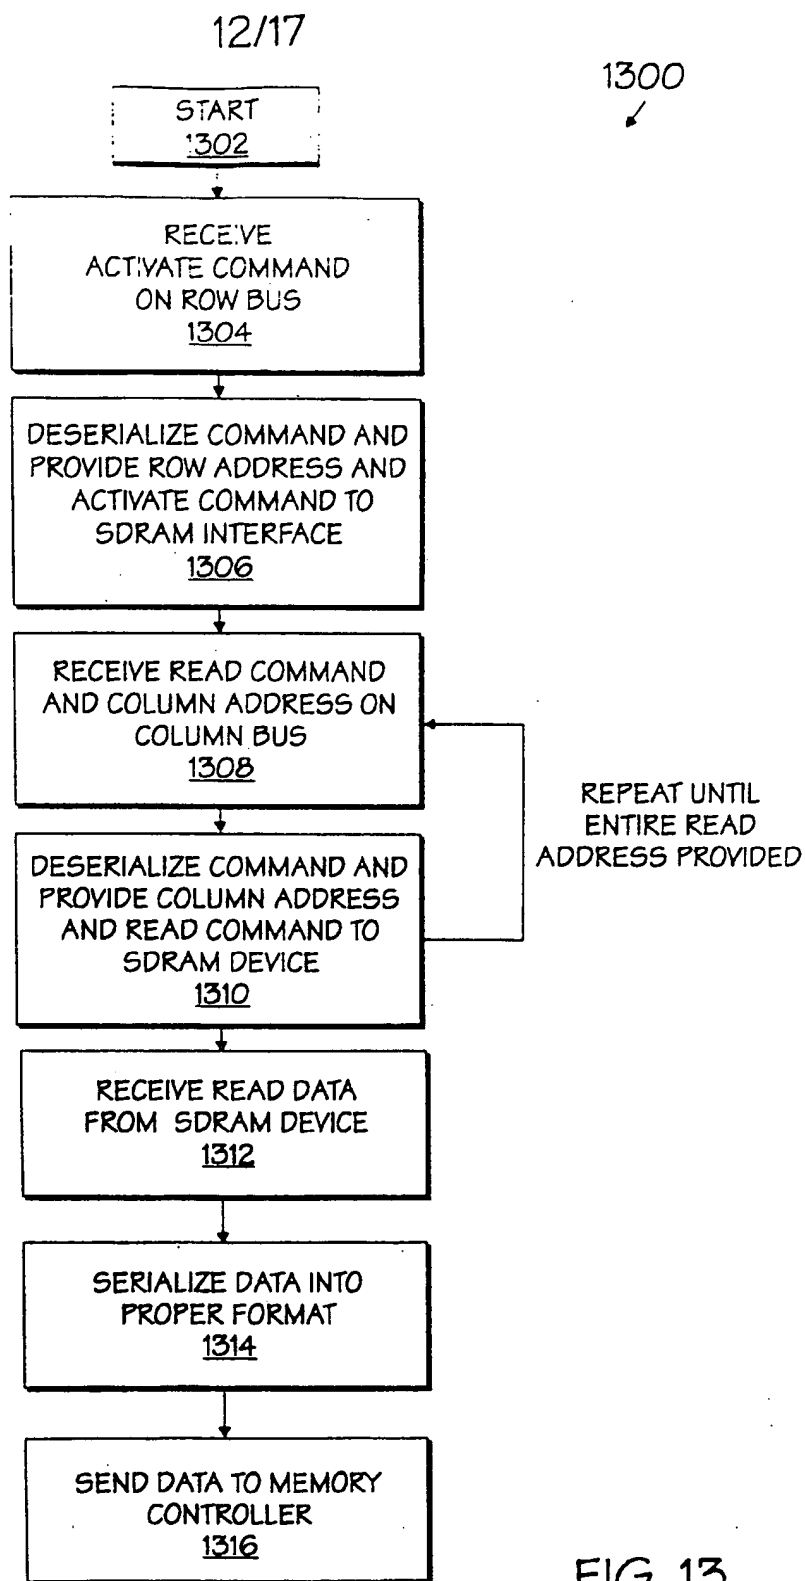 12/17
1300
START
1302
RECEIVE
ACTIVATE COMMAND
ON ROW BUS
1304
DESERIALIZE COMMAND AND
PROVIDE ROW ADDRESS AND
ACTIVATE COMMAND TO
SDRAM INTERFACE
1306
RECEIVE READ COMMAND
AND COLUMN ADDRESS ON
COLUMN BUS
1308
REPEAT UNTIL
ENTIRE READ
ADDRESS PROVIDED
DESERIALIZE COMMAND AND
PROVIDE COLUMN ADDRESS
AND READ COMMAND TO
SDRAM DEVICE
1310
RECEIVE READ DATA
FROM SDRAM DEVICE
1312
SERIALIZE DATA INTO
PROPER FORMAT
1314
SEND DATA TO MEMORY
CONTROLLER
1316
FIG. 13